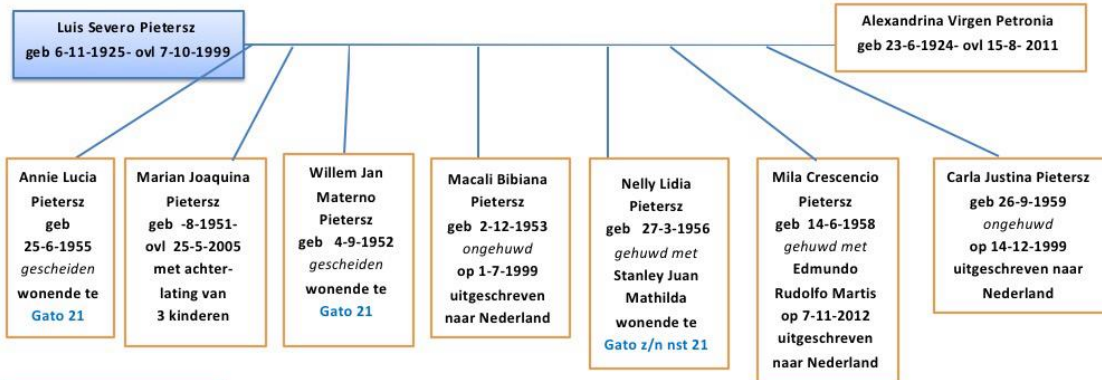 Luis Severo Pietersz
geb 6-11-1925- ovl 7-10-1999
Alexandrina Virgen Petronia
geb 23-6-1924- ovl 15-8- 2011
Annie Lucia
Pietersz
geb
25-6-1955
gescheiden
wonende te
Gato 21
Marian Joaquina
Pietersz
geb -8-1951-
ovl 25-5-2005
met achter-
lating van
3 kinderen
Willem Jan
Materno
Pietersz
geb 4-9-1952
gescheiden
wonende te
Gato 21
Macali Bibiana
Pietersz
geb 2-12-1953
ongehuwd
op 1-7-1999
uitgeschreven
naar Nederland
Nelly Lidia
Pietersz
geb 27-3-1956
gehuwd met
Stanley Juan
Mathilda
wonende te
Gato z/n nst 21
Mila Crescencio
Pietersz
geb 14-6-1958
gehuwd met
Edmundo
Rudolfo Martis
op 7-11-2012
uitgeschreven
naar Nederland
Carla Justina Pietersz
geb 26-9-1959
ongehuwd
op 14-12-1999
uitgeschreven naar
Nederland